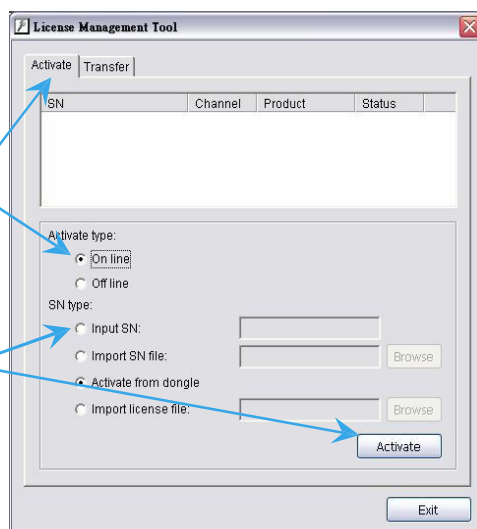 License Management Tool
Activate Transfer
SN Channel Product Status
Activate type:
On line
Off line
SN type:
Input SN:
Import SN file: Browse
Activate from dongle
Import license file: Browse
Activate
Exit